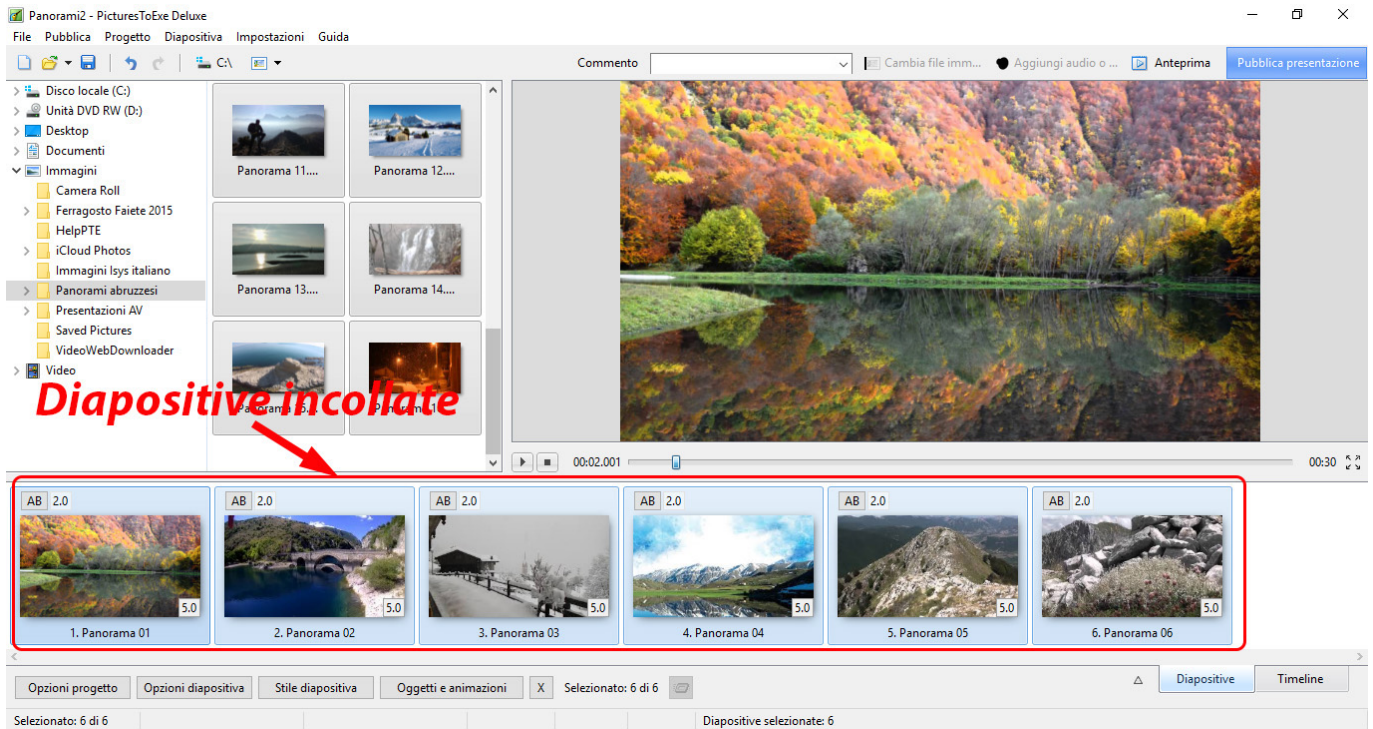 Panorami2 - PicturesToExe Deluxe
File Pubblica Progetto Diapositiva Impostazioni Guida
C:\ Commento Cambia file imm... Aggiungi audio o ... Anteprima Pubblica presentazione
Disco locale (C:)
Unità DVD RW (D:)
Desktop
Documenti
Immagini
Camera Roll
Ferragosto Faiete 2015
HelpPTE
iCloud Photos
Immagini Isys italiano
Panorami abruzzesi
Presentazioni AV
Saved Pictures
VideoWebDownloader
Video
Panorama 11.... Panorama 12....
Panorama 13.... Panorama 14....
Diapositive incollate
00:02.001 00:30
AB 2.0 AB 2.0 AB 2.0 AB 2.0 AB 2.0 AB 2.0
5.0 5.0 5.0 5.0 5.0 5.0
1. Panorama 01 2. Panorama 02 3. Panorama 03 4. Panorama 04 5. Panorama 05 6. Panorama 06
Opzioni progetto Opzioni diapositiva Stile diapositiva Oggetti e animazioni X Selezionato: 6 di 6 Diapositive Timeline
Selezionato: 6 di 6 Diapositive selezionate: 6